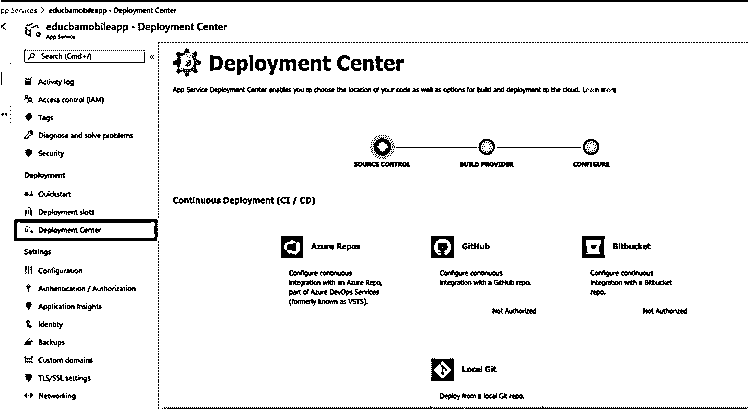 App Services > educbamobileapp - Deployment Center
educbamobileapp - Deployment Center
App Service
Search (Cmd+/)
«
Activity log
Access control (IAM)
Tags
Diagnose and solve problems
Security
Deployment
Quickstart
Deployment slots
Deployment Center
Settings
Configuration
Authentication / Authorization
Application Insights
Identity
Backups
Custom domains
TLS/SSL settings
Networking
Deployment Center
App Service Deployment Center enables you to choose the location of your code as well as options for build and deployment to the cloud. Learn more
SOURCE CONTROL
BUILD PROVIDER
CONFIGURE
Continuous Deployment (CI / CD)
Azure Repos
Configure continuous
integration with an Azure Repo,
part of Azure DevOps Services
(formerly known as VSTS).
GitHub
Configure continuous
integration with a GitHub repo.
Not Authorized
Bitbucket
Configure continuous
integration with a Bitbucket
repo.
Not Authorized
Local Git
Deploy from a local Git repo.